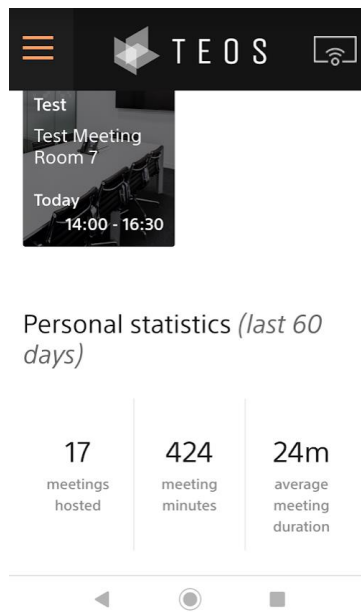 TEOS
Test
Test Meeting
Room 7
Today
14:00 - 16:30
Personal statistics (last 60
days)
17
meetings
hosted
424
meeting
minutes
24m
average
meeting
duration